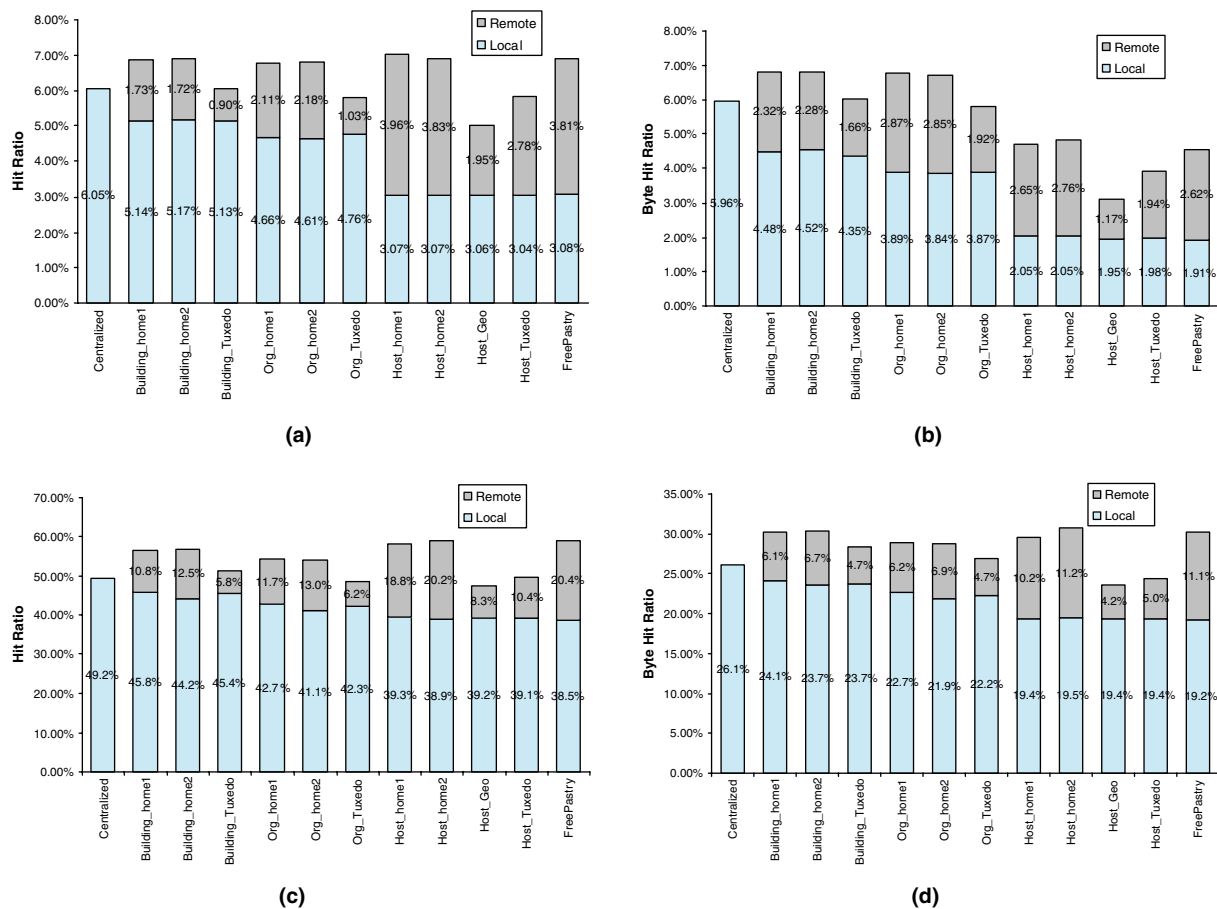 8.00%
7.00%
6.00%
5.00%
4.00%
3.00%
2.00%
1.00%
0.00%
Hit Ratio
Remote
Local
6.05%
1.73%
5.14%
1.72%
5.17%
0.90%
5.13%
2.11%
4.66%
2.18%
4.61%
1.03%
4.76%
3.96%
3.07%
3.83%
3.07%
1.95%
3.06%
2.78%
3.04%
3.81%
3.08%
Centralized
Building_home1
Building_home2
Building_Tuxedo
Org_home1
Org_home2
Org_Tuxedo
Host_home1
Host_home2
Host_Geo
Host_Tuxedo
FreePastry
(a)
8.00%
7.00%
6.00%
5.00%
4.00%
3.00%
2.00%
1.00%
0.00%
Byte Hit Ratio
Remote
Local
5.96%
2.32%
4.48%
2.28%
4.52%
1.66%
4.35%
2.87%
3.89%
2.85%
3.84%
1.92%
3.87%
2.65%
2.05%
2.76%
2.05%
1.17%
1.95%
1.94%
1.98%
2.62%
1.91%
Centralized
Building_home1
Building_home2
Building_Tuxedo
Org_home1
Org_home2
Org_Tuxedo
Host_home1
Host_home2
Host_Geo
Host_Tuxedo
FreePastry
(b)
70.00%
60.00%
50.00%
40.00%
30.00%
20.00%
10.00%
0.00%
Hit Ratio
Remote
Local
49.2%
10.8%
45.8%
12.5%
44.2%
5.8%
45.4%
11.7%
42.7%
13.0%
41.1%
6.2%
42.3%
18.8%
39.3%
20.2%
38.9%
8.3%
39.2%
10.4%
39.1%
20.4%
38.5%
Centralized
Building_home1
Building_home2
Building_Tuxedo
Org_home1
Org_home2
Org_Tuxedo
Host_home1
Host_home2
Host_Geo
Host_Tuxedo
FreePastry
(c)
35.00%
30.00%
25.00%
20.00%
15.00%
10.00%
5.00%
0.00%
Byte Hit Ratio
Remote
Local
26.1%
6.1%
24.1%
6.7%
23.7%
4.7%
23.7%
6.2%
22.7%
6.9%
21.9%
4.7%
22.2%
10.2%
19.4%
11.2%
19.5%
4.2%
19.4%
5.0%
19.4%
11.1%
19.2%
Centralized
Building_home1
Building_home2
Building_Tuxedo
Org_home1
Org_home2
Org_Tuxedo
Host_home1
Host_home2
Host_Geo
Host_Tuxedo
FreePastry
(d)